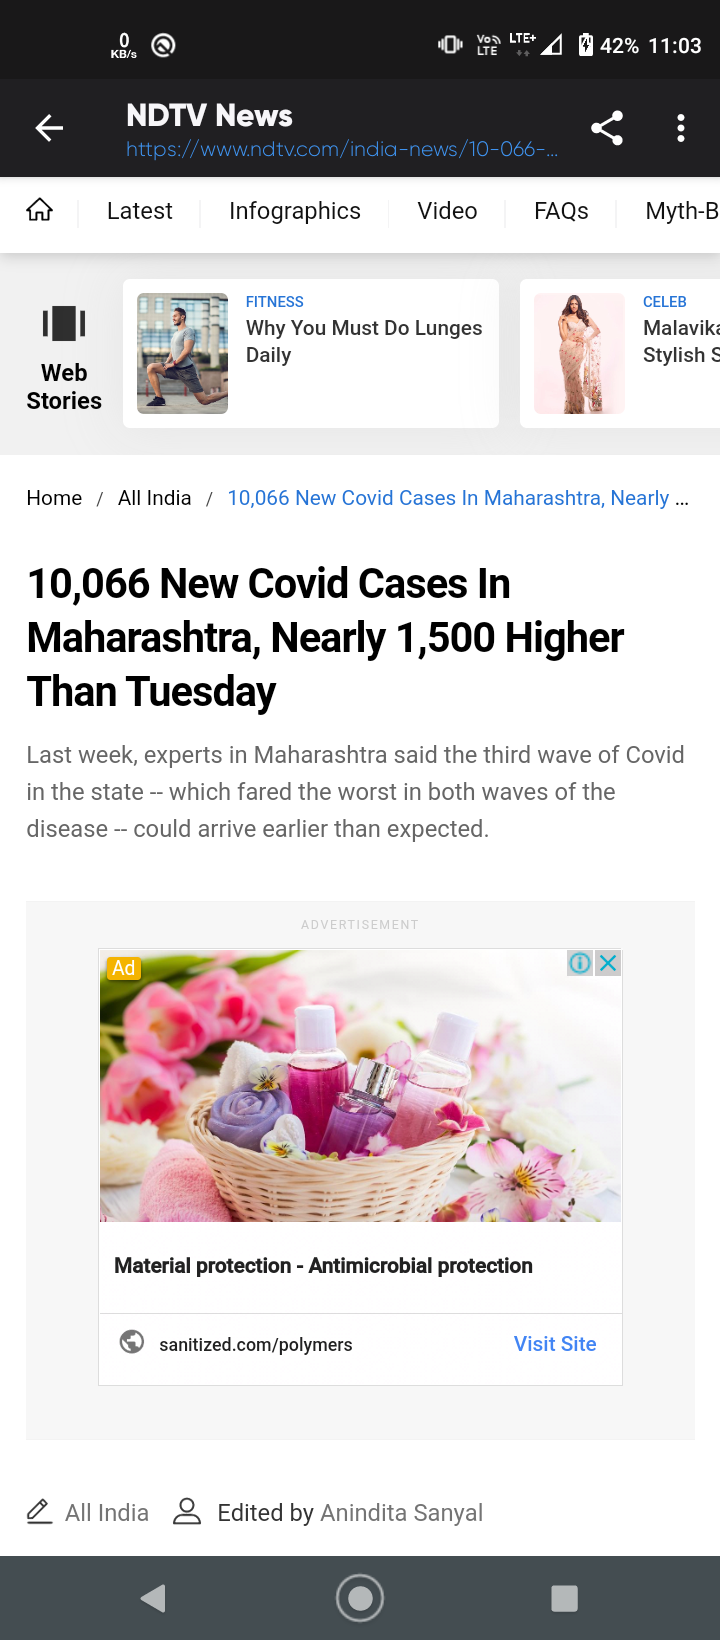 0
KB/s
Vo
LTE
LTE+
42% 11:03
NDTV News
https://www.ndtv.com/india-news/10-066-...
Latest
Infographics
Video
FAQs
Myth-B
Web
Stories
FITNESS
Why You Must Do Lunges
Daily
CELEB
Malavika
Stylish S
Home / All India / 10,066 New Covid Cases In Maharashtra, Nearly ...
10,066 New Covid Cases In
Maharashtra, Nearly 1,500 Higher
Than Tuesday
Last week, experts in Maharashtra said the third wave of Covid
in the state -- which fared the worst in both waves of the
disease -- could arrive earlier than expected.
ADVERTISEMENT
Ad
Material protection - Antimicrobial protection
sanitized.com/polymers
Visit Site
All India
Edited by Anindita Sanyal